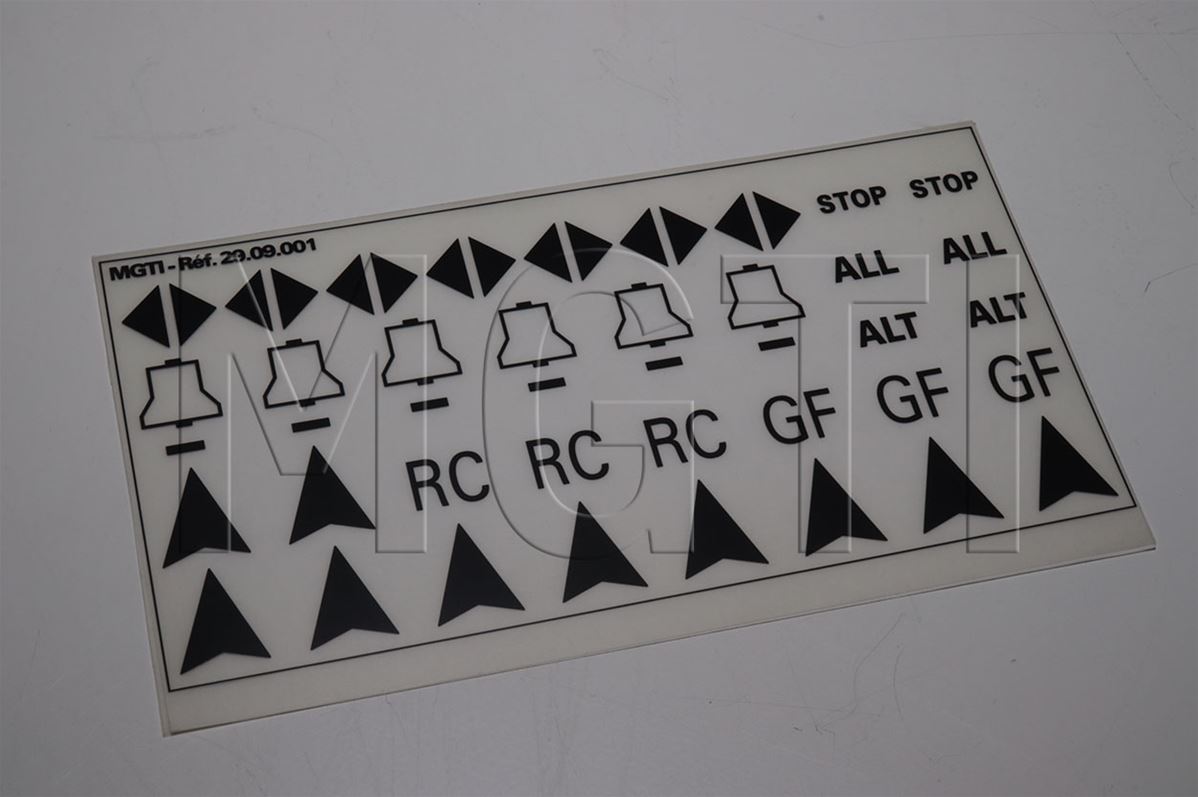 MGTI - Réf. 29.09.001
STOP STOP
ALL ALL
ALT ALT
RC RC RC GF GF GF
MGTI